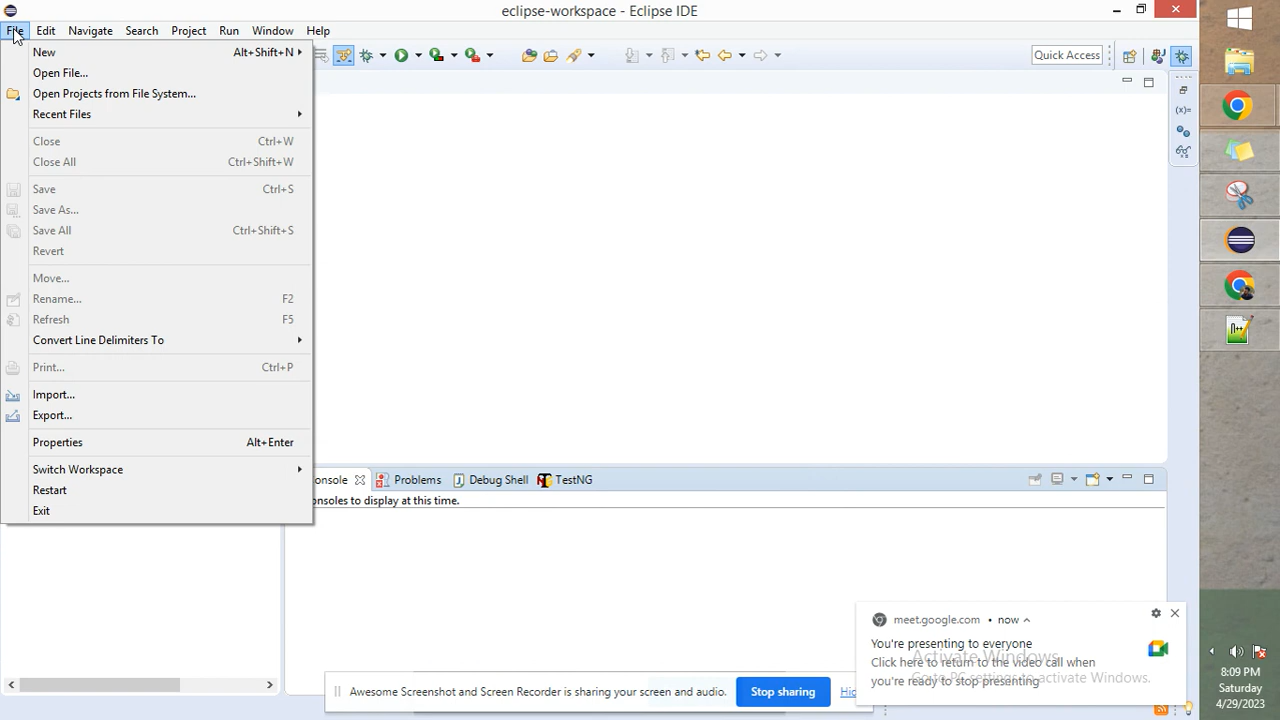 eclipse-workspace - Eclipse IDE
File Edit Navigate Search Project Run Window Help
New Alt+Shift+N
Quick Access
Open File...
Open Projects from File System...
Recent Files
(x)=
Close Ctrl+W
Close All Ctrl+Shift+W
Save Ctrl+S
Save As...
Save All Ctrl+Shift+S
Revert
Move...
Rename... F2
Refresh F5
Convert Line Delimiters To
Print... Ctrl+P
Import...
Export...
Properties Alt+Enter
Switch Workspace
Restart
Exit
onsole Problems Debug Shell TestNG
onsoles to display at this time.
meet.google.com • now
You're presenting to everyone
Click here to return to the video call when
you're ready to stop presenting
Activate Windows
Go to PC settings to activate Windows.
Awesome Screenshot and Screen Recorder is sharing your screen and audio. Stop sharing Hid
8:09 PM
Saturday
4/29/2023